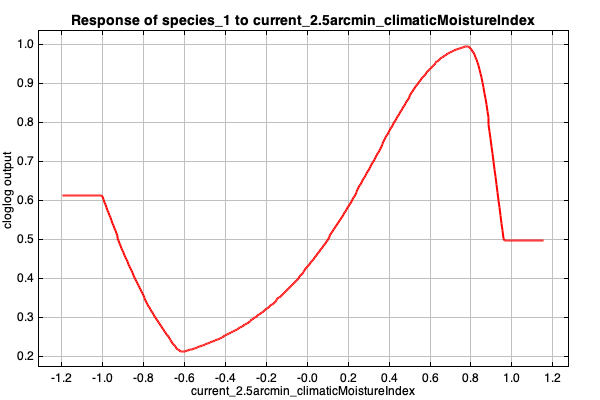 Response of species_1 to current_2.5arcmin_climaticMoistureIndex
1.0
0.9
0.8
0.7
0.6
0.5
0.4
0.3
0.2
cloglog output
-1.2 -1.0 -0.8 -0.6 -0.4 -0.2 -0.0 0.2 0.4 0.6 0.8 1.0 1.2
current_2.5arcmin_climaticMoistureIndex